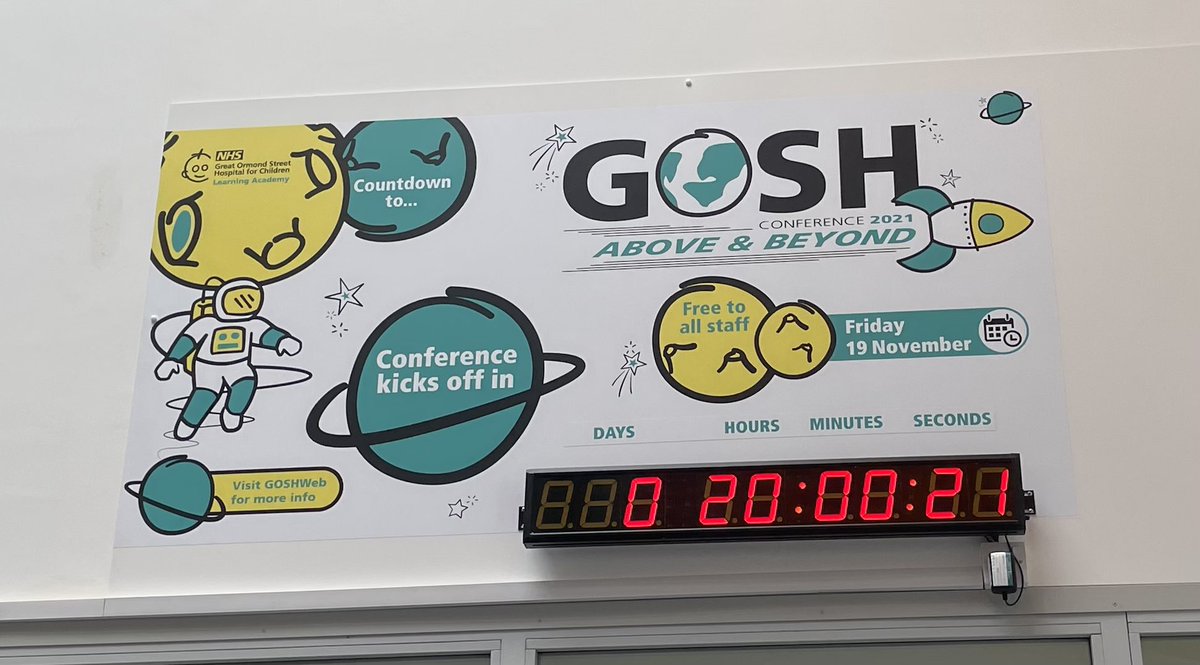 NHS
Great Ormond Street
Hospital for Children
Learning Academy
Countdown
to...
GOSH
CONFERENCE 2021
ABOVE & BEYOND
Free to
all staff
Friday
19 November
Conference
kicks off in
Visit GOSHWeb
for more info
DAYS HOURS MINUTES SECONDS
0 20:00:21